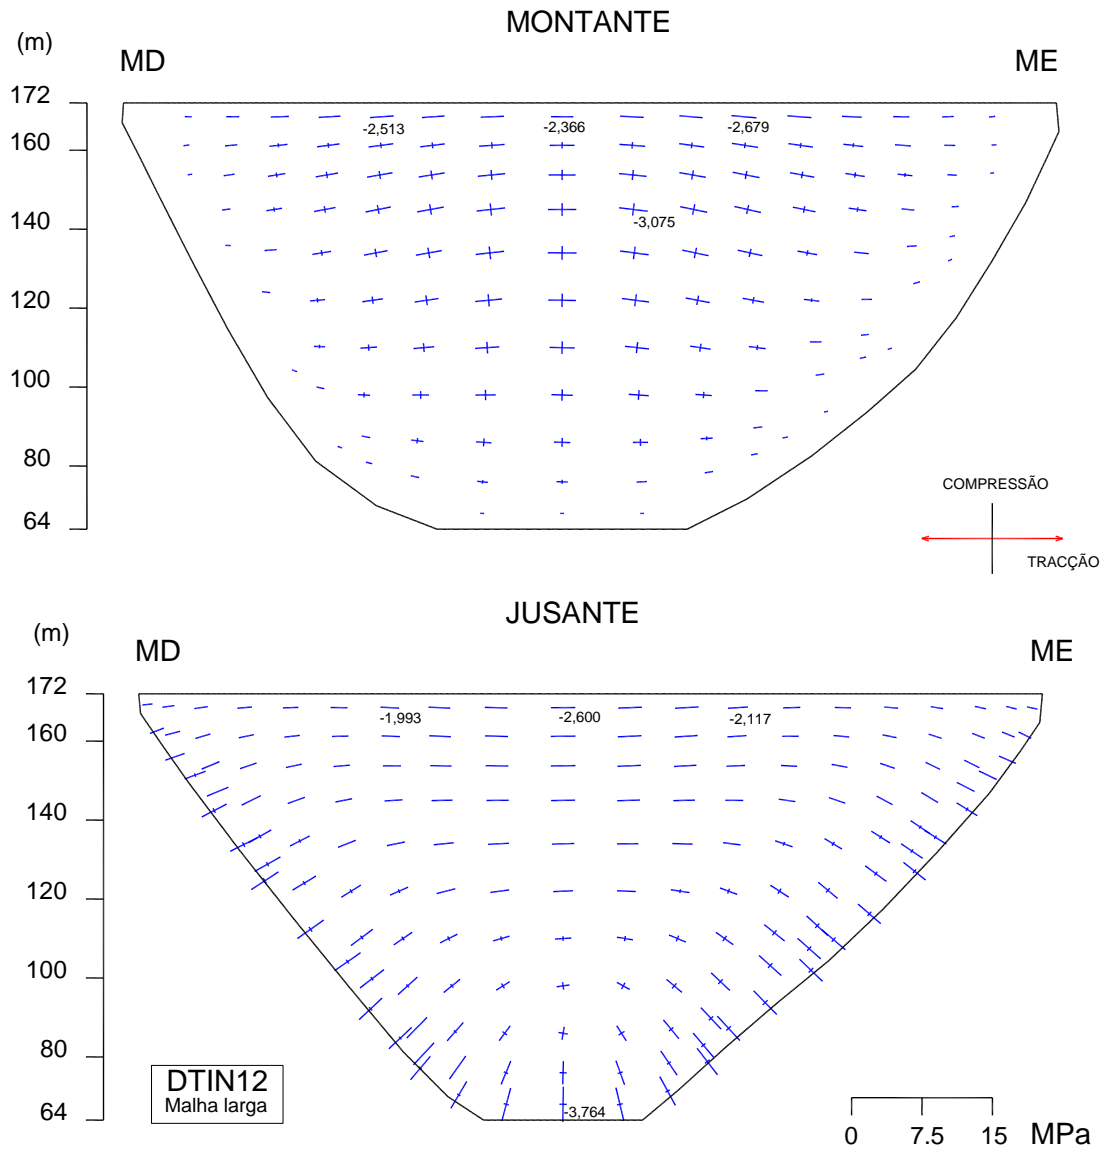 MONTANTE
(m)
MD ME
172
-2,513 -2,366 -2,679
160
-3,075
140
120
100
80
COMPRESSÃO
64
TRACÇÃO
JUSANTE
(m)
MD ME
172
-1,993 -2,600 -2,117
160
140
120
100
80
DTIN12
Malha larga
-3,764
64
0 7.5 15 MPa